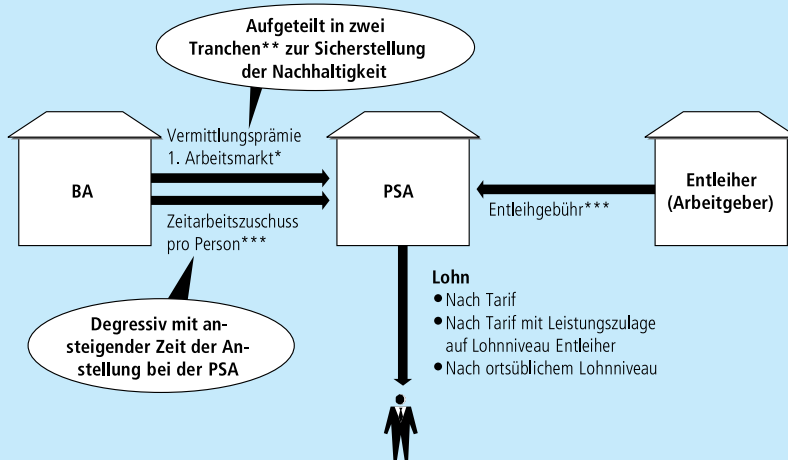 Aufgeteilt in zwei
Tranchen** zur Sicherstellung
der Nachhaltigkeit
Vermittlungsprämie
1. Arbeitsmarkt*
BA
PSA
Entleiher
(Arbeitgeber)
Zeitarbeitszuschuss
pro Person***
Entleihgebühr***
Degressiv mit an-
steigender Zeit der An-
stellung bei der PSA
Lohn
● Nach Tarif
● Nach Tarif mit Leistungszulage
auf Lohnniveau Entleiher
● Nach ortsüblichem Lohnniveau